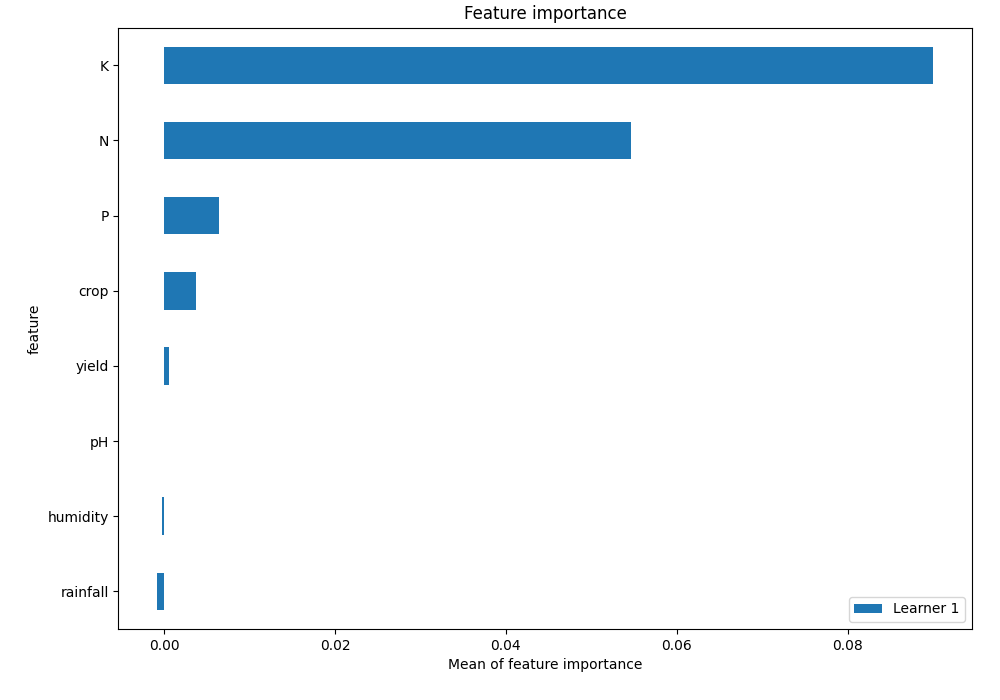 Feature importance
K
N
P
crop
yield
pH
humidity
rainfall
feature
Learner 1
0.00 0.02 0.04 0.06 0.08
Mean of feature importance